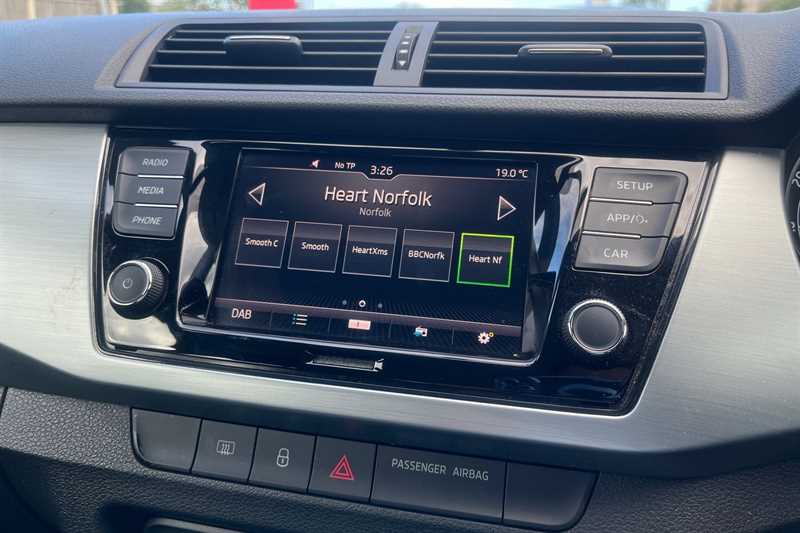 No TP 3:26 19.0 °C
Heart Norfolk
Norfolk
Smooth C Smooth HeartXms BBCNorfk Heart Nf
DAB
RADIO
MEDIA
PHONE
SETUP
APP/
CAR
PASSENGER AIRBAG